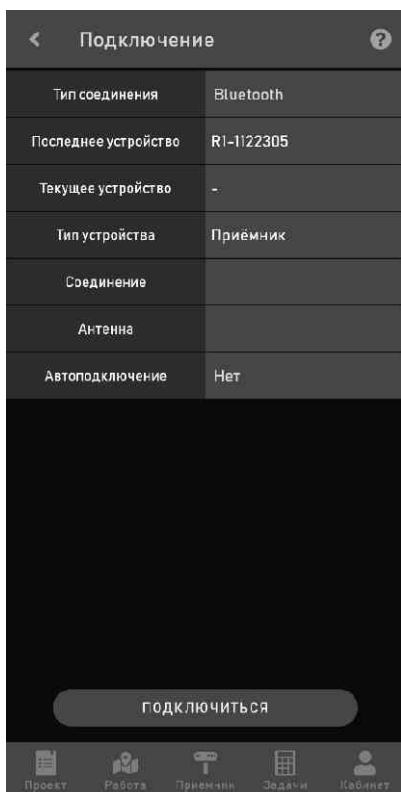 Подключение
Тип соединения Bluetooth
Последнее устройство R1-1122305
Текущее устройство -
Тип устройства Приёмник
Соединение
Антенна
Автоподключение Нет
ПОДКЛЮЧИТЬСЯ
Проект Работа Приемник Задачи Кабинет